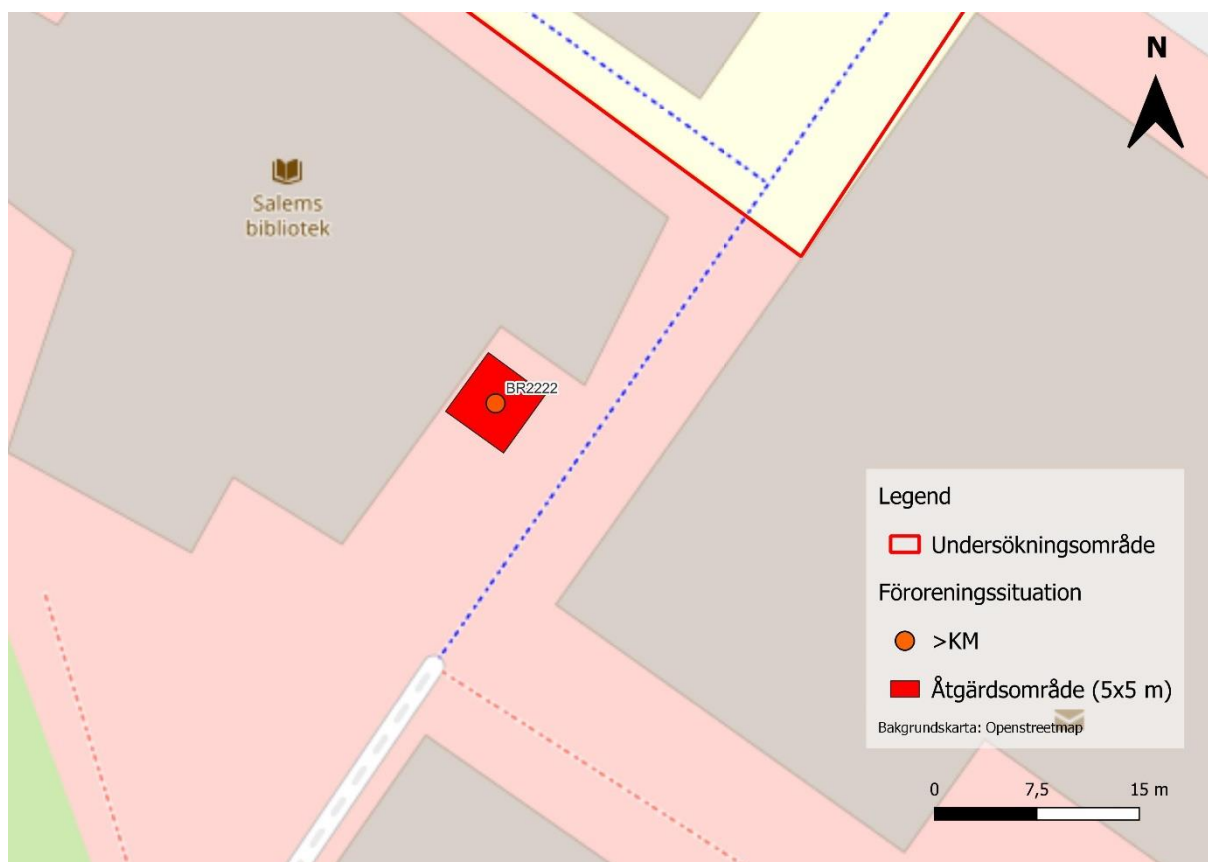 N
Salems
bibliotek
BR2222
Legend
Undersökningsområde
Föroreningssituation
>KM
Åtgärdsområde (5x5 m)
Bakgrundskarta: Openstreetmap
0 7,5 15 m